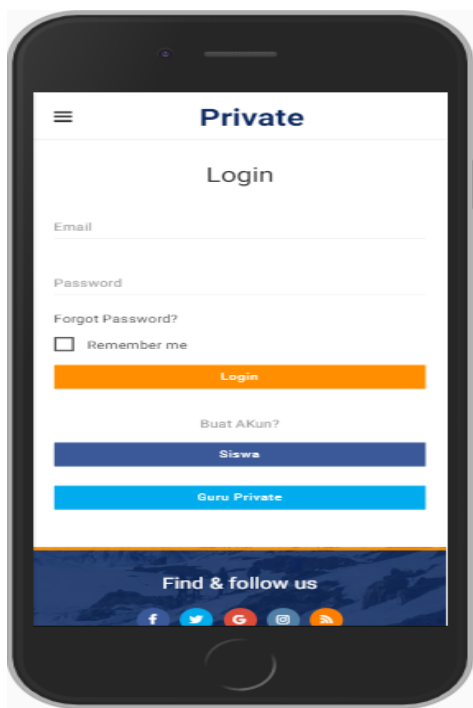 Private
Login
Email
Password
Forgot Password?
Remember me
Login
Buat AKun?
Siswa
Guru Private
Find & follow us
f
G